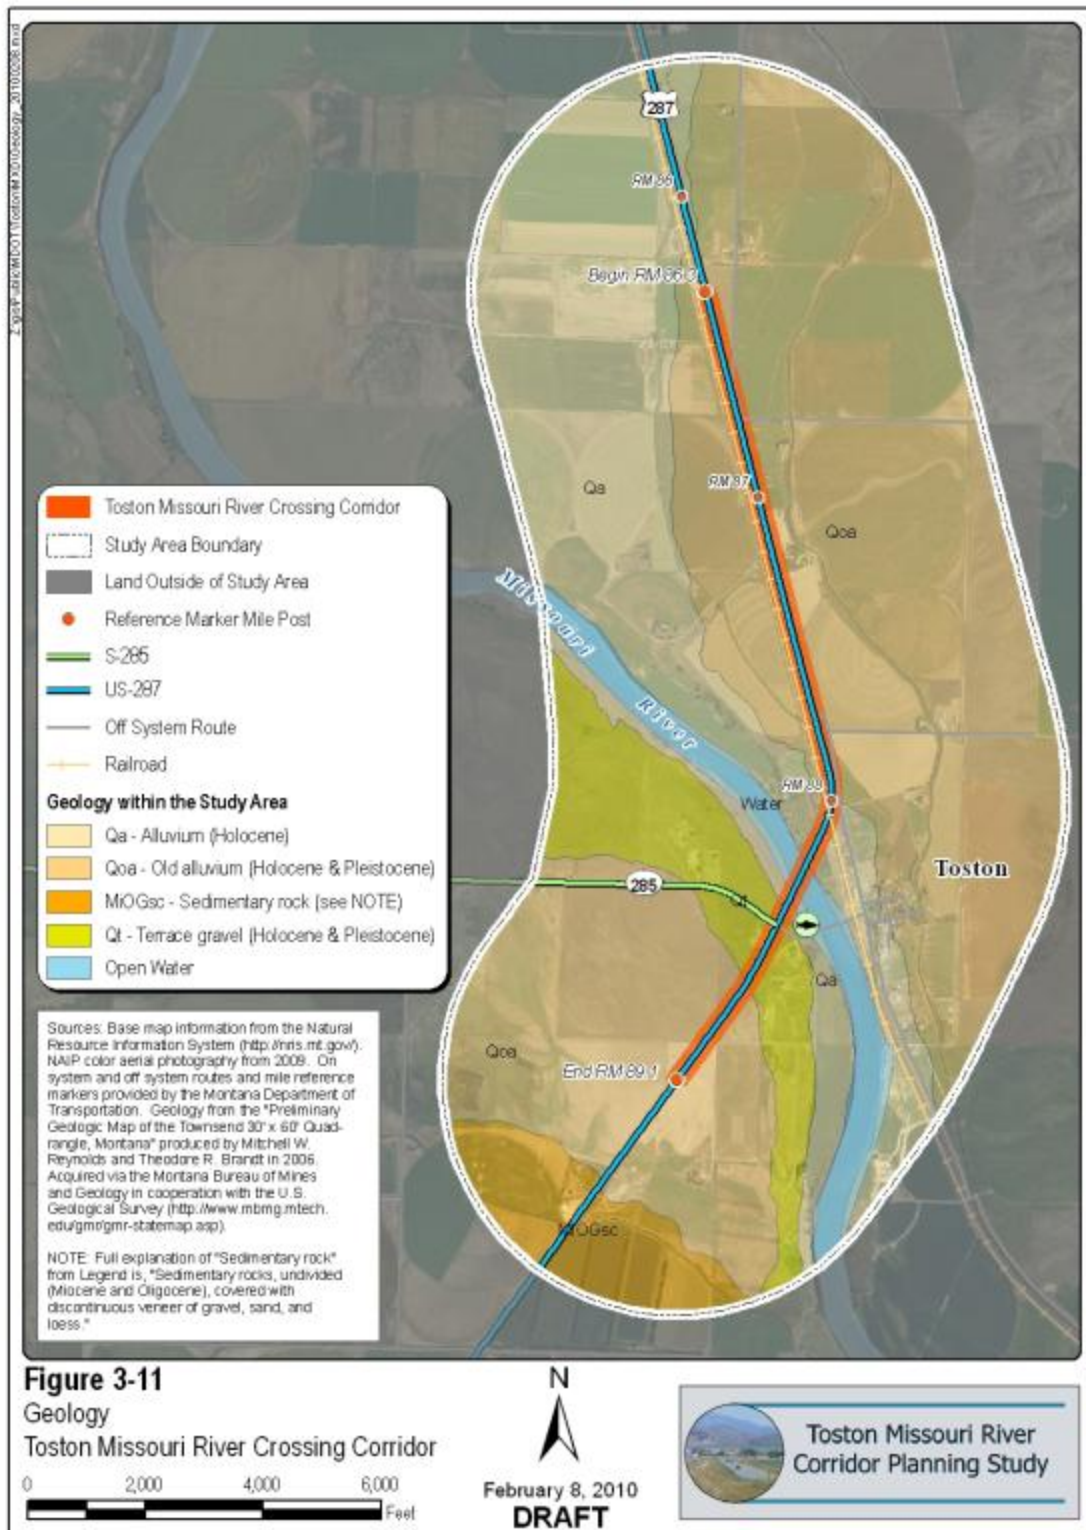 287
RM 86
Begin RM 86.3
Qa
RM 87
Qoa
Missouri
River
RM 88
Water
Toston
285
Qt
Qa
Qoa
End RM 89.1
MiOGsc
Toston Missouri River Crossing Corridor
Study Area Boundary
Land Outside of Study Area
Reference Marker Mile Post
S-285
US-287
Off System Route
Railroad
Geology within the Study Area
Qa - Alluvium (Holocene)
Qoa - Old alluvium (Holocene & Pleistocene)
MiOGsc - Sedimentary rock (see NOTE)
Qt - Terrace gravel (Holocene & Pleistocene)
Open Water
Sources: Base map information from the Natural
Resource Information System (http://nris.mt.gov/).
NAIP color aerial photography from 2009. On
system and off system routes and mile reference
markers provided by the Montana Department of
Transportation. Geology from the "Preliminary
Geologic Map of the Townsend 30' x 60' Quad-
rangle, Montana" produced by Mitchell W.
Reynolds and Theodore R. Brandt in 2006.
Acquired via the Montana Bureau of Mines
and Geology in cooperation with the U.S.
Geological Survey (http://www.mbmg.mtech.
edu/gmr/gmr-statemap.asp).
NOTE: Full explanation of "Sedimentary rock"
from Legend is, "Sedimentary rocks, undivided
(Miocene and Oligocene), covered with
discontinuous veneer of gravel, sand, and
loess."
Figure 3-11
Geology
Toston Missouri River Crossing Corridor
0 2,000 4,000 6,000
Feet
N
February 8, 2010
DRAFT
Toston Missouri River
Corridor Planning Study